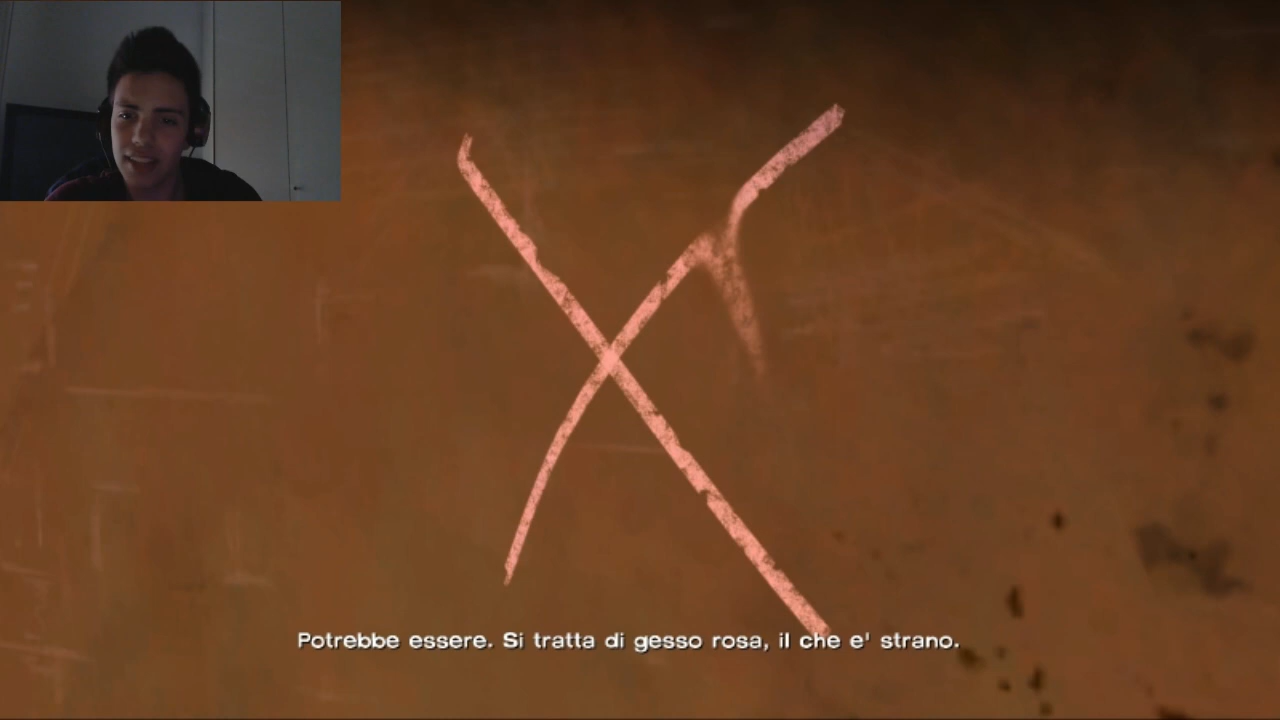 Potrebbe essere. Si tratta di gesso rosa, il che e' strano.